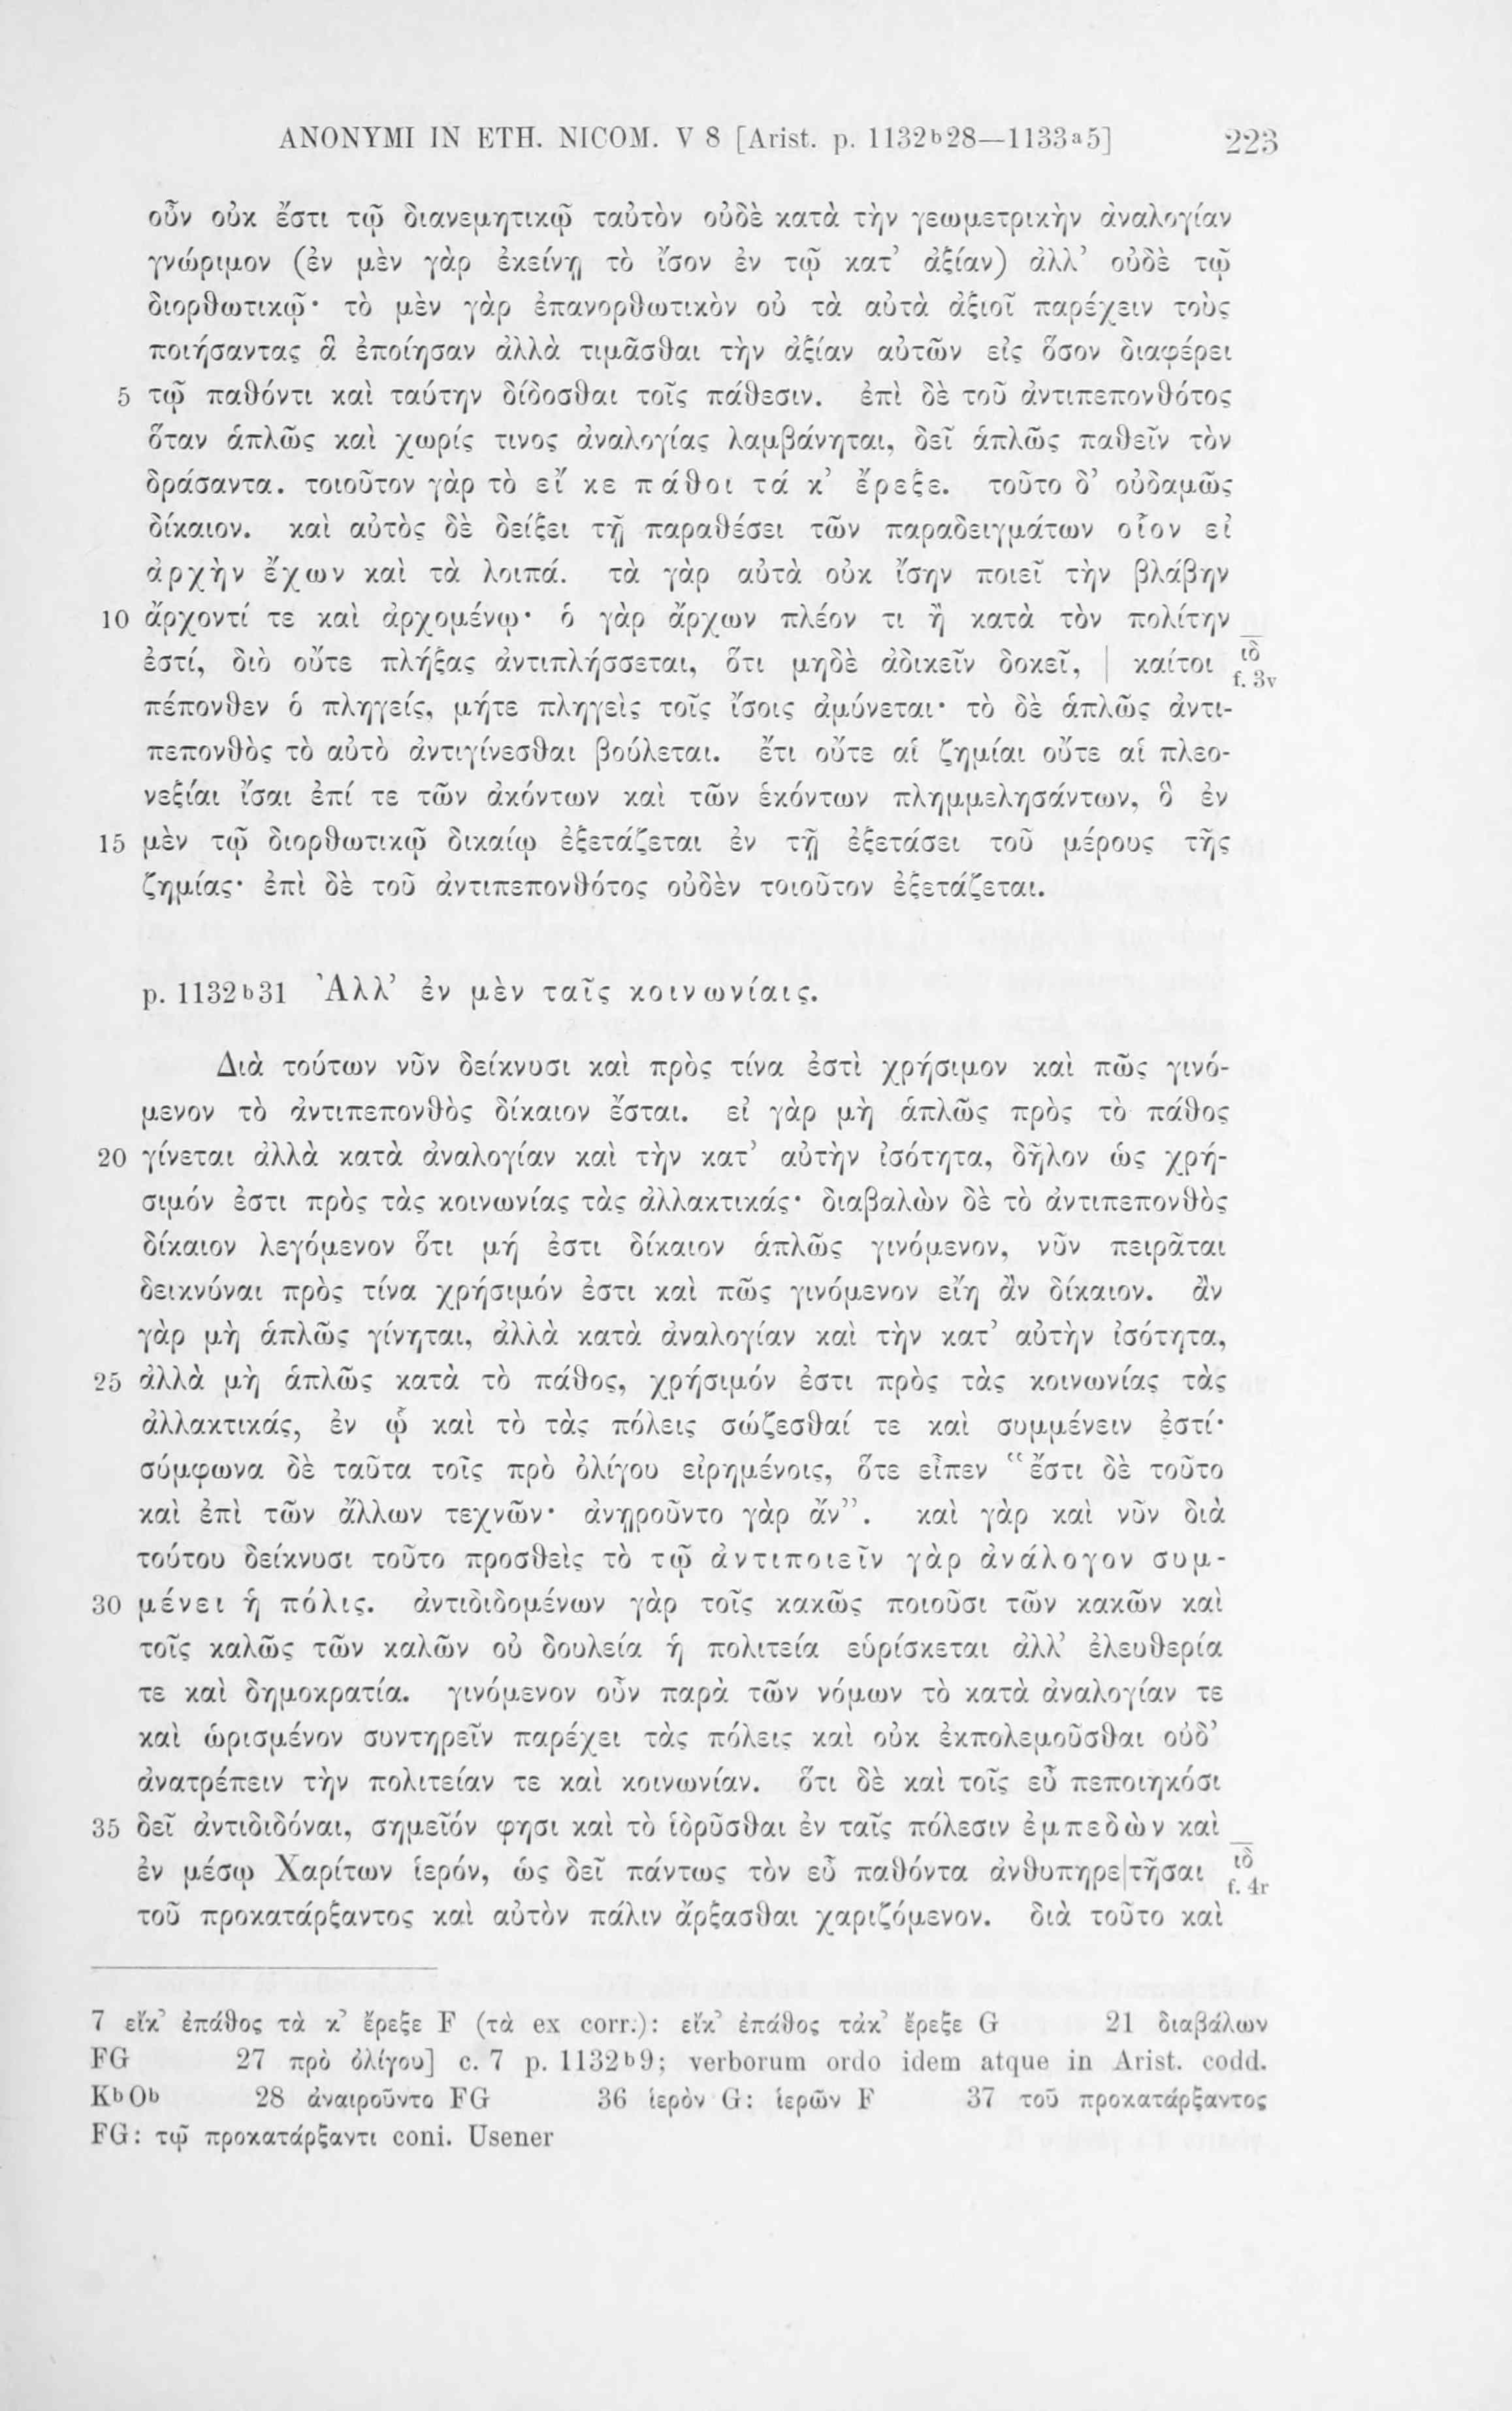 ANONYMI IN ETH. NICOM. V 8 [Arist. p. 1132b28—1133a5] 223
οὖν οὐκ ἔστι τῷ διανεμητικῷ ταὐτὸν οὐδὲ κατὰ τὴν γεωμετρικὴν ἀναλογίαν
γνώριμον (ἐν μὲν γὰρ ἐκείνῃ τὸ ἴσον ἐν τῷ κατ’ ἀξίαν) ἀλλ’ οὐδὲ τῷ
διορθωτικῷ· τὸ μὲν γὰρ ἐπανορθωτικὸν οὐ τὰ αὐτὰ ἀξιοῖ παρέχειν τοὺς
ποιήσαντας ἃ ἐποίησαν ἀλλὰ τιμᾶσθαι τὴν ἀξίαν αὐτῶν εἰς ὅσον διαφέρει
5 τῷ παθόντι καὶ ταύτην δίδοσθαι τοῖς πάθεσιν. ἐπὶ δὲ τοῦ ἀντιπεπονθότος
ὅταν ἁπλῶς καὶ χωρίς τινος ἀναλογίας λαμβάνηται, δεῖ ἁπλῶς παθεῖν τὸν
δράσαντα. τοιοῦτον γὰρ τὸ εἴ κε πάθοι τά κ’ ἔρεξε. τοῦτο δ’ οὐδαμῶς
δίκαιον. καὶ αὐτὸς δὲ δείξει τῇ παραθέσει τῶν παραδειγμάτων οἷον εἰ
ἀρχὴν ἔχων καὶ τὰ λοιπά. τὰ γὰρ αὐτὰ οὐκ ἴσην ποιεῖ τὴν βλάβην
10 ἄρχοντί τε καὶ ἀρχομένῳ· ὁ γὰρ ἄρχων πλέον τι ἢ κατὰ τὸν πολίτην
ἐστί, διὸ οὔτε πλήξας ἀντιπλήσσεται, ὅτι μηδὲ ἀδικεῖν δοκεῖ, | καίτοι ιδ f. 3v
πέπονθεν ὁ πληγείς, μήτε πληγεὶς τοῖς ἴσοις ἀμύνεται· τὸ δὲ ἁπλῶς ἀντι-
πεπονθὸς τὸ αὐτὸ ἀντιγίνεσθαι βούλεται. ἔτι οὔτε αἱ ζημίαι οὔτε αἱ πλεο-
νεξίαι ἴσαι ἐπί τε τῶν ἀκόντων καὶ τῶν ἑκόντων πλημμελησάντων, ὃ ἐν
15 μὲν τῷ διορθωτικῷ δικαίῳ ἐξετάζεται ἐν τῇ ἐξετάσει τοῦ μέρους τῆς
ζημίας· ἐπὶ δὲ τοῦ ἀντιπεπονθότος οὐδὲν τοιοῦτον ἐξετάζεται.
p. 1132b31 Ἀλλ’ ἐν μὲν ταῖς κοινωνίαις.
Διὰ τούτων νῦν δείκνυσι καὶ πρὸς τίνα ἐστὶ χρήσιμον καὶ πῶς γινό-
μενον τὸ ἀντιπεπονθὸς δίκαιον ἔσται. εἰ γὰρ μὴ ἁπλῶς πρὸς τὸ πάθος
20 γίνεται ἀλλὰ κατὰ ἀναλογίαν καὶ τὴν κατ’ αὐτὴν ἰσότητα, δῆλον ὡς χρή-
σιμόν ἐστι πρὸς τὰς κοινωνίας τὰς ἀλλακτικάς· διαβαλὼν δὲ τὸ ἀντιπεπονθὸς
δίκαιον λεγόμενον ὅτι μή ἐστι δίκαιον ἁπλῶς γινόμενον, νῦν πειρᾶται
δεικνύναι πρὸς τίνα χρήσιμόν ἐστι καὶ πῶς γινόμενον εἴη ἂν δίκαιον. ἂν
γὰρ μὴ ἁπλῶς γίνηται, ἀλλὰ κατὰ ἀναλογίαν καὶ τὴν κατ’ αὐτὴν ἰσότητα,
25 ἀλλὰ μὴ ἁπλῶς κατὰ τὸ πάθος, χρήσιμόν ἐστι πρὸς τὰς κοινωνίας τὰς
ἀλλακτικάς, ἐν ᾧ καὶ τὸ τὰς πόλεις σώζεσθαί τε καὶ συμμένειν ἐστί·
σύμφωνα δὲ ταῦτα τοῖς πρὸ ὀλίγου εἰρημένοις, ὅτε εἶπεν “ἔστι δὲ τοῦτο
καὶ ἐπὶ τῶν ἄλλων τεχνῶν· ἀνῃροῦντο γὰρ ἄν”. καὶ γὰρ καὶ νῦν διὰ
τούτου δείκνυσι τοῦτο προσθεὶς τὸ τῷ ἀντιποιεῖν γὰρ ἀνάλογον συμ-
30 μένει ἡ πόλις. ἀντιδιδομένων γὰρ τοῖς κακῶς ποιοῦσι τῶν κακῶν καὶ
τοῖς καλῶς τῶν καλῶν οὐ δουλεία ἡ πολιτεία εὑρίσκεται ἀλλ’ ἐλευθερία
τε καὶ δημοκρατία. γινόμενον οὖν παρὰ τῶν νόμων τὸ κατὰ ἀναλογίαν τε
καὶ ὡρισμένον συντηρεῖν παρέχει τὰς πόλεις καὶ οὐκ ἐκπολεμοῦσθαι οὐδ’
ἀνατρέπειν τὴν πολιτείαν τε καὶ κοινωνίαν. ὅτι δὲ καὶ τοῖς εὖ πεποιηκόσι
35 δεῖ ἀντιδιδόναι, σημεῖόν φησι καὶ τὸ ἱδρῦσθαι ἐν ταῖς πόλεσιν ἐμπεδὼν καὶ
ἐν μέσῳ Χαρίτων ἱερόν, ὡς δεῖ πάντως τὸν εὖ παθόντα ἀνθυπηρε|τῆσαι ιδ f. 4r
τοῦ προκατάρξαντος καὶ αὐτὸν πάλιν ἄρξασθαι χαριζόμενον. διὰ τοῦτο καὶ
7 εἴκ’ ἐπάθος τὰ κ’ ἔρεξε F (τὰ ex corr.): εἴκ’ ἐπάθος τάκ’ ἔρεξε G 21 διαβάλων
FG 27 πρὸ ὀλίγου] c. 7 p. 1132b9; verborum ordo idem atque in Arist. codd.
KbOb 28 ἀναιροῦντο FG 36 ἱερὸν G: ἱερῶν F 37 τοῦ προκατάρξαντος
FG: τῷ προκατάρξαντι coni. Usener